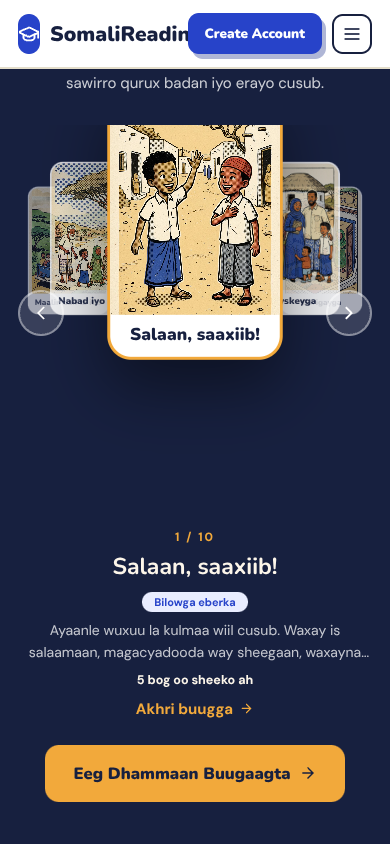 SomaliReadin
Create Account
sawirro qurux badan iyo erayo cusub.
Nabad iyo
Salaan, saaxiib!
1 / 10
Salaan, saaxiib!
Bilowga eberka
Ayaanle wuxuu la kulmaa wiil cusub. Waxay is
salaamaan, magacyadooda way sheegaan, waxayna...
5 bog oo sheeko ah
Akhri buugga
Eeg Dhammaan Buugaagta